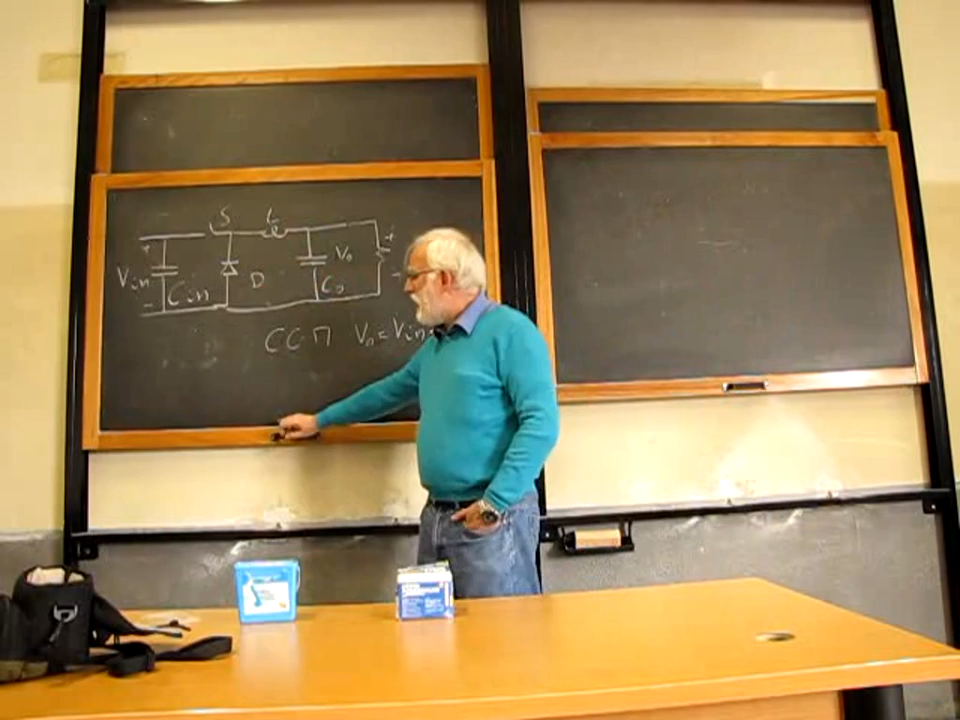 S L
+ +
Vin Cin D Vo Co
- -
CCM Vo = Vin